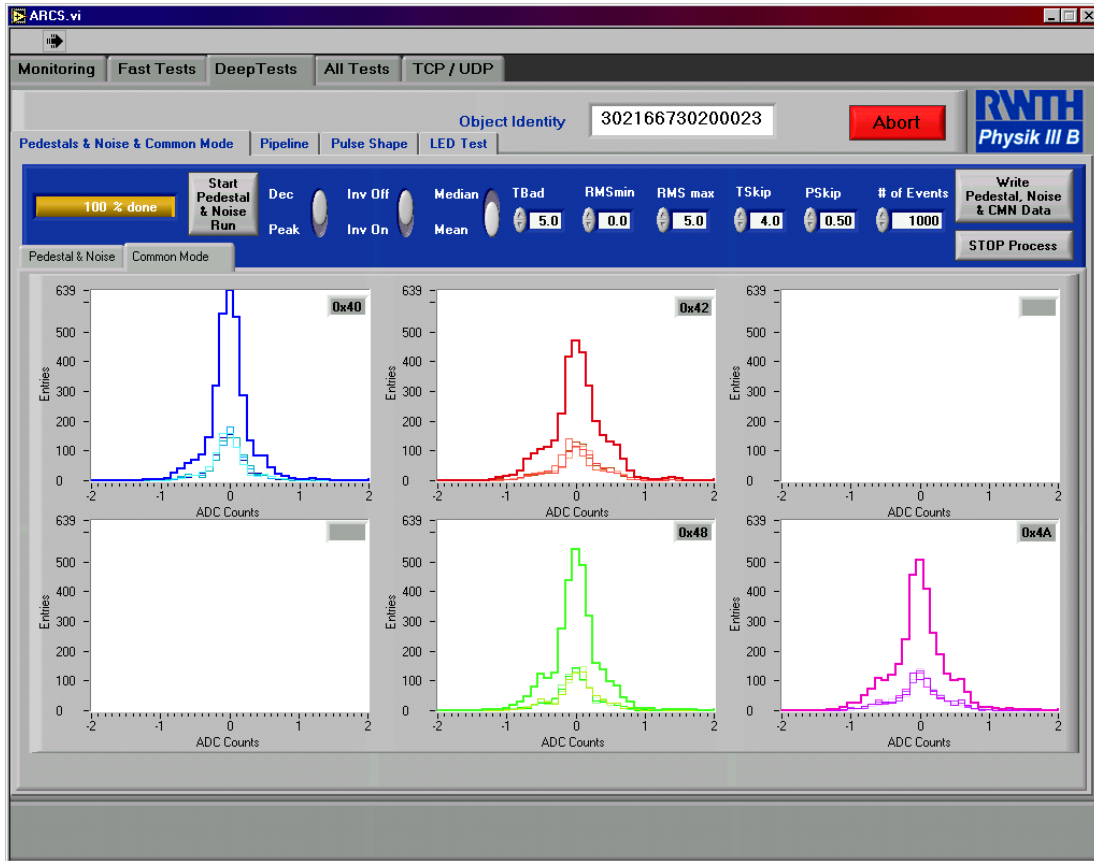 ARCS.vi
Monitoring Fast Tests DeepTests All Tests TCP / UDP
Object Identity 302166730200023 Abort
RWTH
Physik III B
Pedestals & Noise & Common Mode Pipeline Pulse Shape LED Test
100 % done
Start
Pedestal
& Noise
Run
Dec
Peak
Inv Off
Inv On
Median
Mean
TBad RMSmin RMS max TSkip PSkip # of Events
5.0 0.0 5.0 4.0 0.50 1000
Write
Pedestal, Noise
& CMN Data
STOP Process
Pedestal & Noise Common Mode
0x40
639
500
400
300
200
100
0
Entries
-2 -1 0 1 2
ADC Counts
0x42
639
500
400
300
200
100
0
Entries
-2 -1 0 1 2
ADC Counts
639
500
400
300
200
100
0
Entries
-2 -1 0 1 2
ADC Counts
639
500
400
300
200
100
0
Entries
-2 -1 0 1 2
ADC Counts
0x48
639
500
400
300
200
100
0
Entries
-2 -1 0 1 2
ADC Counts
0x4A
639
500
400
300
200
100
0
Entries
-2 -1 0 1 2
ADC Counts